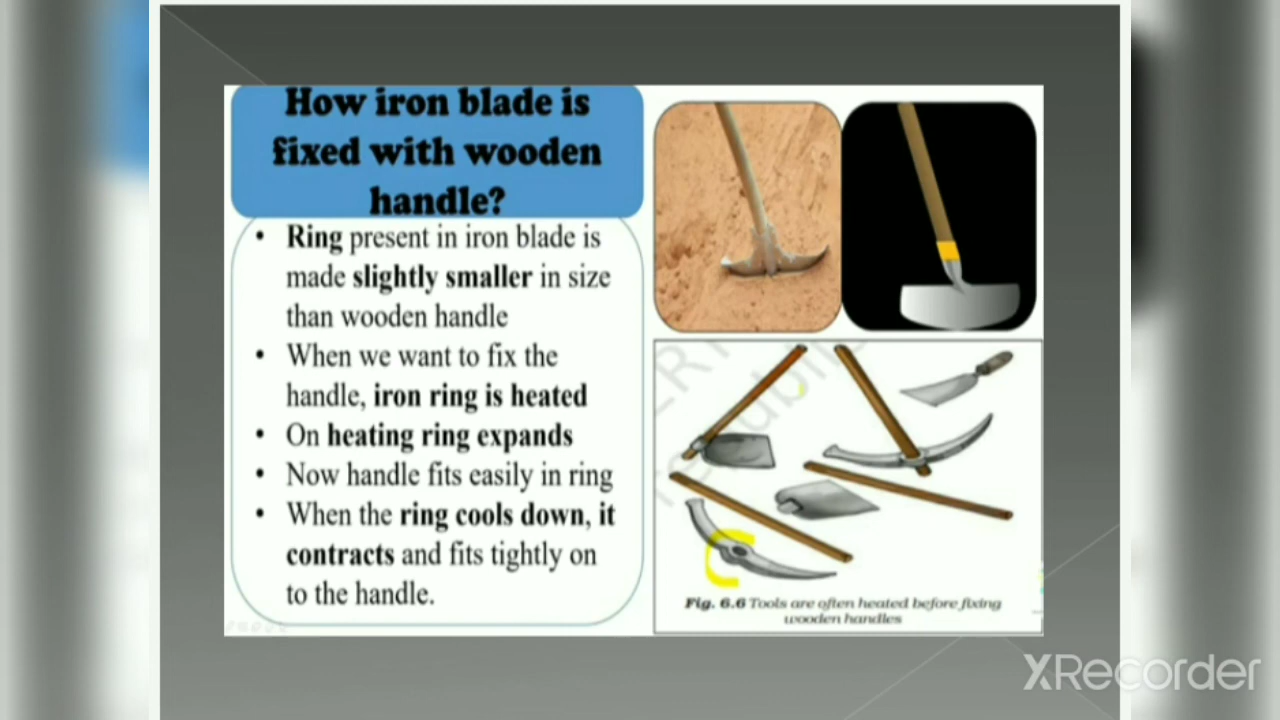 How iron blade is
fixed with wooden
handle?
• Ring present in iron blade is
made slightly smaller in size
than wooden handle
• When we want to fix the
handle, iron ring is heated
• On heating ring expands
• Now handle fits easily in ring
• When the ring cools down, it
contracts and fits tightly on
to the handle.
Fig. 6.6 Tools are often heated before fixing
wooden handles
XRecorder